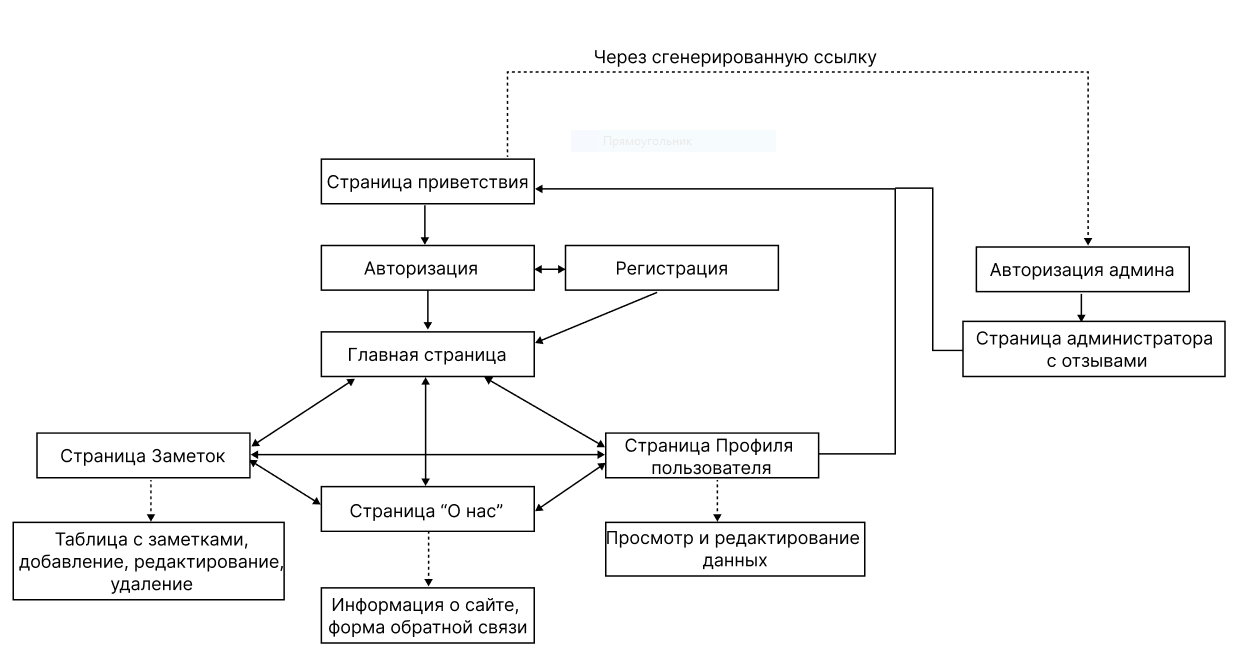 Через сгенерированную ссылку
Прямоугольник
Страница приветствия
Авторизация
Регистрация
Авторизация админа
Главная страница
Страница администратора
с отзывами
Страница Заметок
Страница Профиля
пользователя
Страница “О нас”
Таблица с заметками,
добавление, редактирование,
удаление
Просмотр и редактирование
данных
Информация о сайте,
форма обратной связи